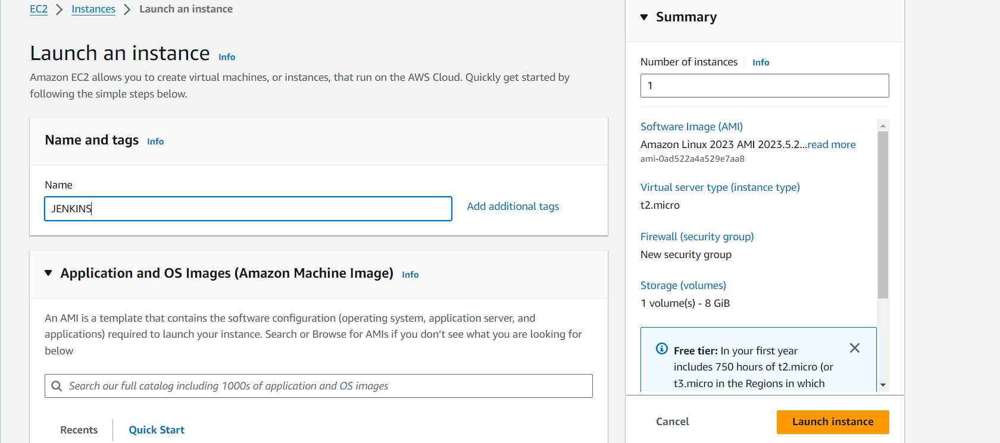 EC2 > Instances > Launch an instance
Launch an instance Info
Amazon EC2 allows you to create virtual machines, or instances, that run on the AWS Cloud. Quickly get started by
following the simple steps below.
Name and tags Info
Name
JENKINS
Add additional tags
Application and OS Images (Amazon Machine Image) Info
An AMI is a template that contains the software configuration (operating system, application server, and
applications) required to launch your instance. Search or Browse for AMIs if you don’t see what you are looking for
below
Search our full catalog including 1000s of application and OS images
Recents
Quick Start
Summary
Number of instances Info
1
Software Image (AMI)
Amazon Linux 2023 AMI 2023.5.2...read more
ami-0ad522a4a529e7aa8
Virtual server type (instance type)
t2.micro
Firewall (security group)
New security group
Storage (volumes)
1 volume(s) - 8 GiB
Free tier: In your first year
includes 750 hours of t2.micro (or
t3.micro in the Regions in which
Cancel
Launch instance